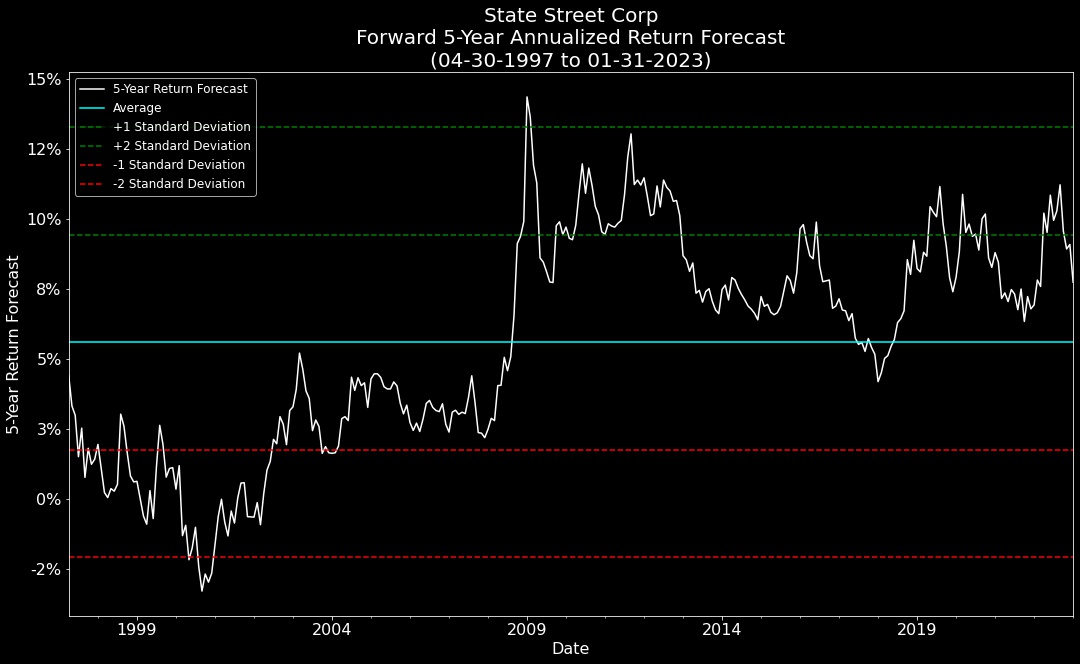 State Street Corp
Forward 5-Year Annualized Return Forecast
(04-30-1997 to 01-31-2023)
5-Year Return Forecast
Average
+1 Standard Deviation
+2 Standard Deviation
-1 Standard Deviation
-2 Standard Deviation
15%
12%
10%
8%
5%
3%
0%
-2%
5-Year Return Forecast
1999
2004
2009
2014
2019
Date